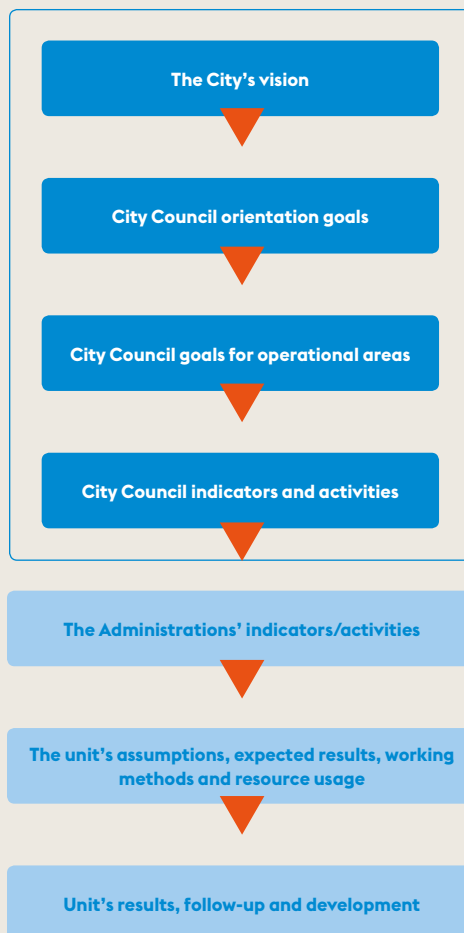 The City's vision
City Council orientation goals
City Council goals for operational areas
City Council indicators and activities
The Administrations' indicators/activities
The unit's assumptions, expected results, working
methods and resource usage
Unit's results, follow-up and development